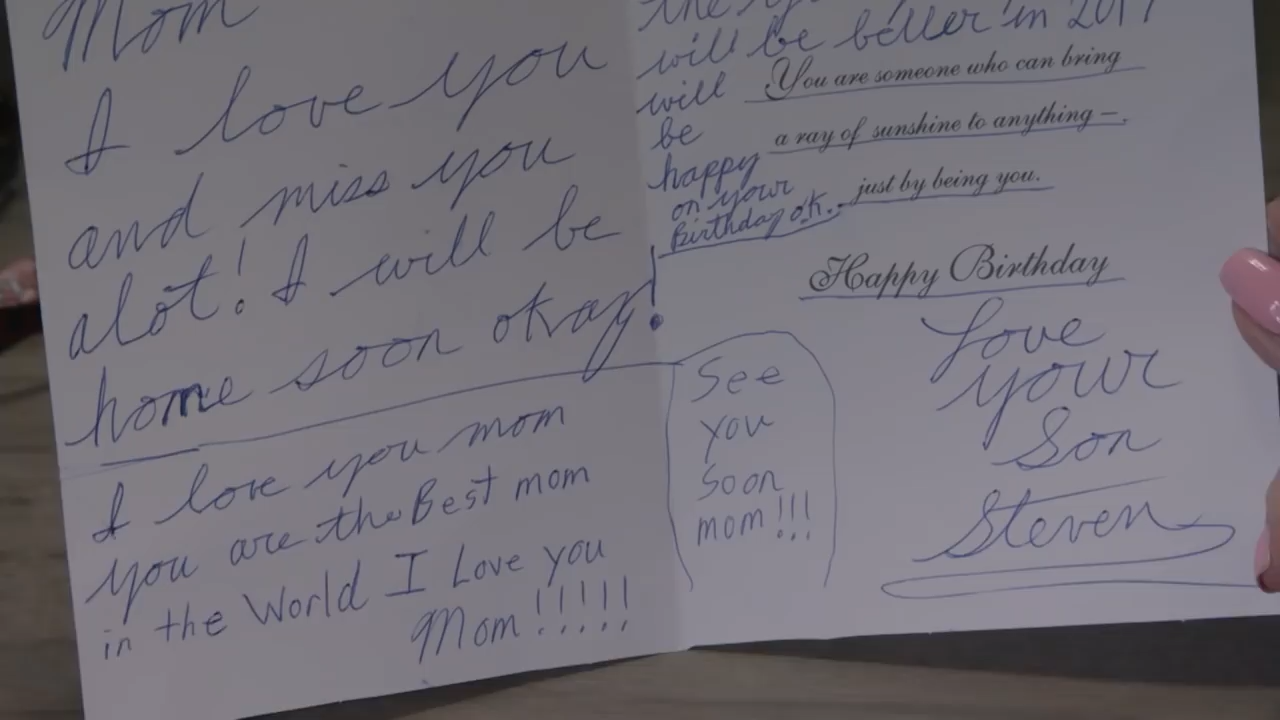 Mom
I love you
and miss you
alot! I will be
home soon okay!
I love you mom
you are the Best mom
in the World I Love you
Mom!!!!!
will be better in 2017
will
be
happy
on your
Birthday ok.
You are someone who can bring
a ray of sunshine to anything –
just by being you.
Happy Birthday
See
you
soon
mom!!!
Love
your
Son
Steven